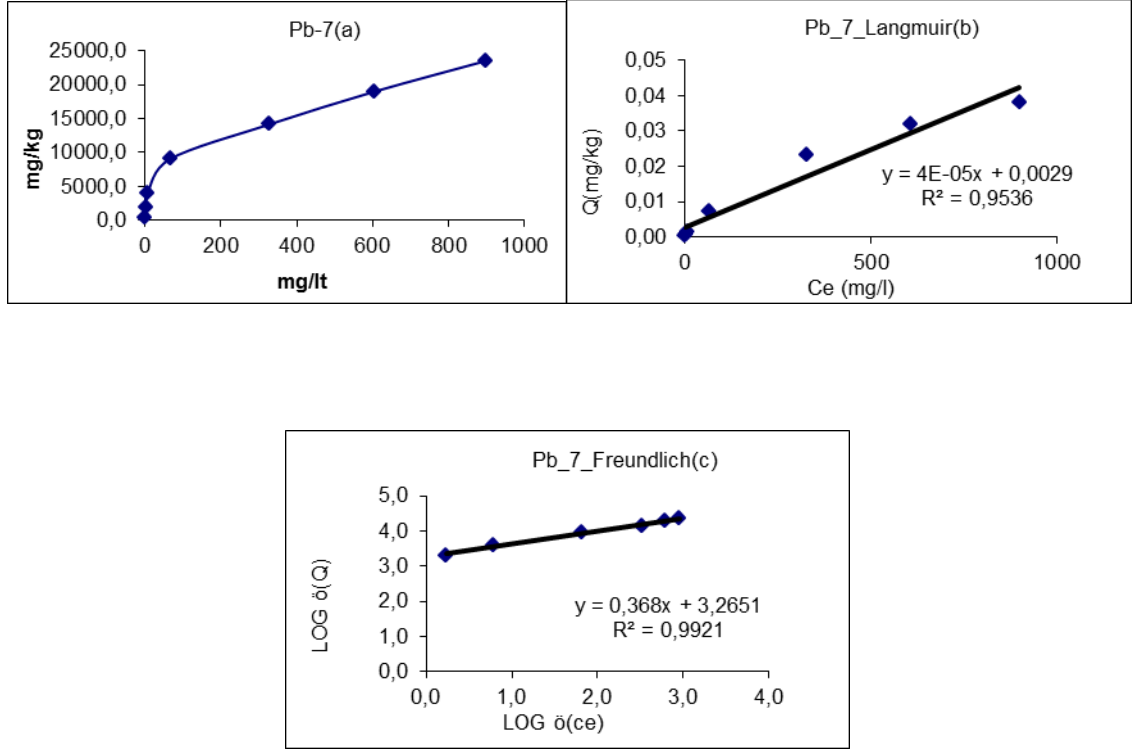 Pb-7(a)
25000,0
20000,0
15000,0
10000,0
5000,0
0,0
mg/kg
0 200 400 600 800 1000
mg/lt
Pb_7_Langmuir(b)
0,05
0,04
0,03
0,02
0,01
0,00
Q(mg/kg)
y = 4E-05x + 0,0029
R² = 0,9536
0 500 1000
Ce (mg/l)
Pb_7_Freundlich(c)
5,0
4,0
3,0
2,0
1,0
0,0
LOG ö(Q)
y = 0,368x + 3,2651
R² = 0,9921
0,0 1,0 2,0 3,0 4,0
LOG ö(ce)